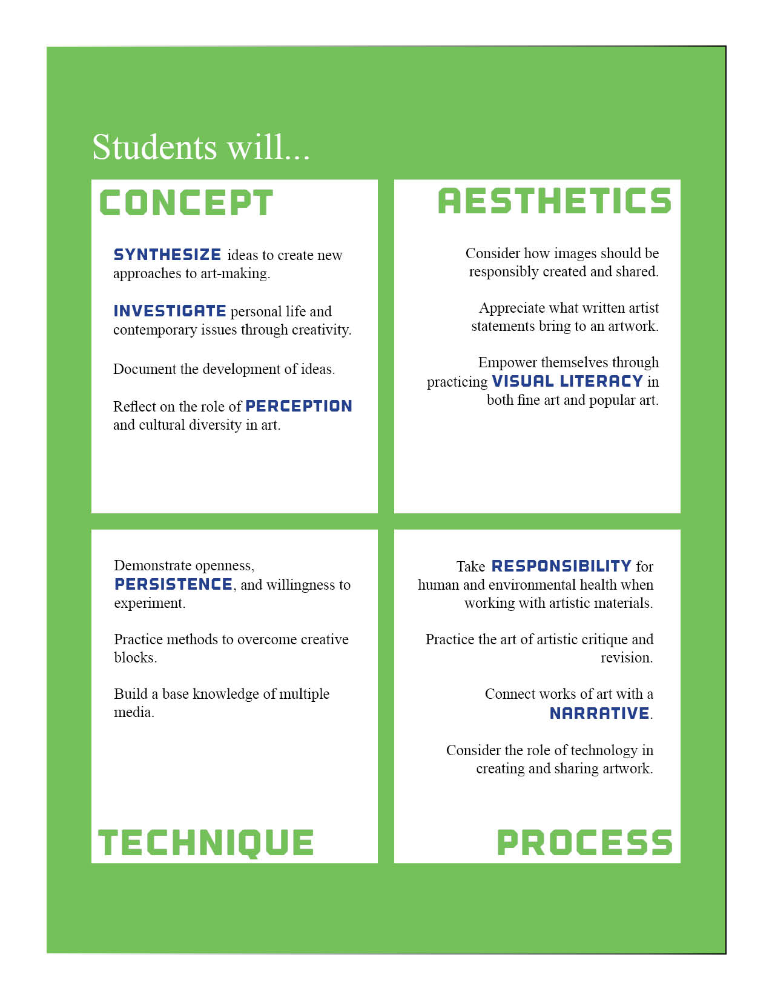 Students will...
CONCEPT
SYNTHESIZE ideas to create new
approaches to art-making.
INVESTIGATE personal life and
contemporary issues through creativity.
Document the development of ideas.
Reflect on the role of PERCEPTION
and cultural diversity in art.
AESTHETICS
Consider how images should be
responsibly created and shared.
Appreciate what written artist
statements bring to an artwork.
Empower themselves through
practicing VISUAL LITERACY in
both fine art and popular art.
Demonstrate openness,
PERSISTENCE, and willingness to
experiment.
Practice methods to overcome creative
blocks.
Build a base knowledge of multiple
media.
TECHNIQUE
Take RESPONSIBILITY for
human and environmental health when
working with artistic materials.
Practice the art of artistic critique and
revision.
Connect works of art with a
NARRATIVE.
Consider the role of technology in
creating and sharing artwork.
PROCESS